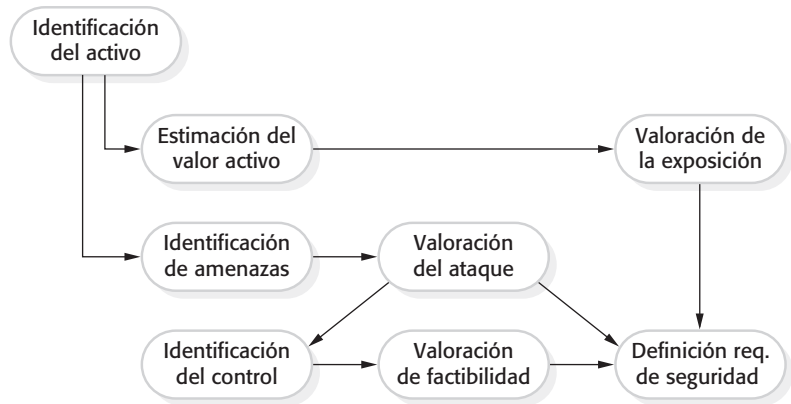 Identificación
del activo
Estimación del
valor activo
Valoración de
la exposición
Identificación
de amenazas
Valoración
del ataque
Identificación
del control
Valoración
de factibilidad
Definición req.
de seguridad